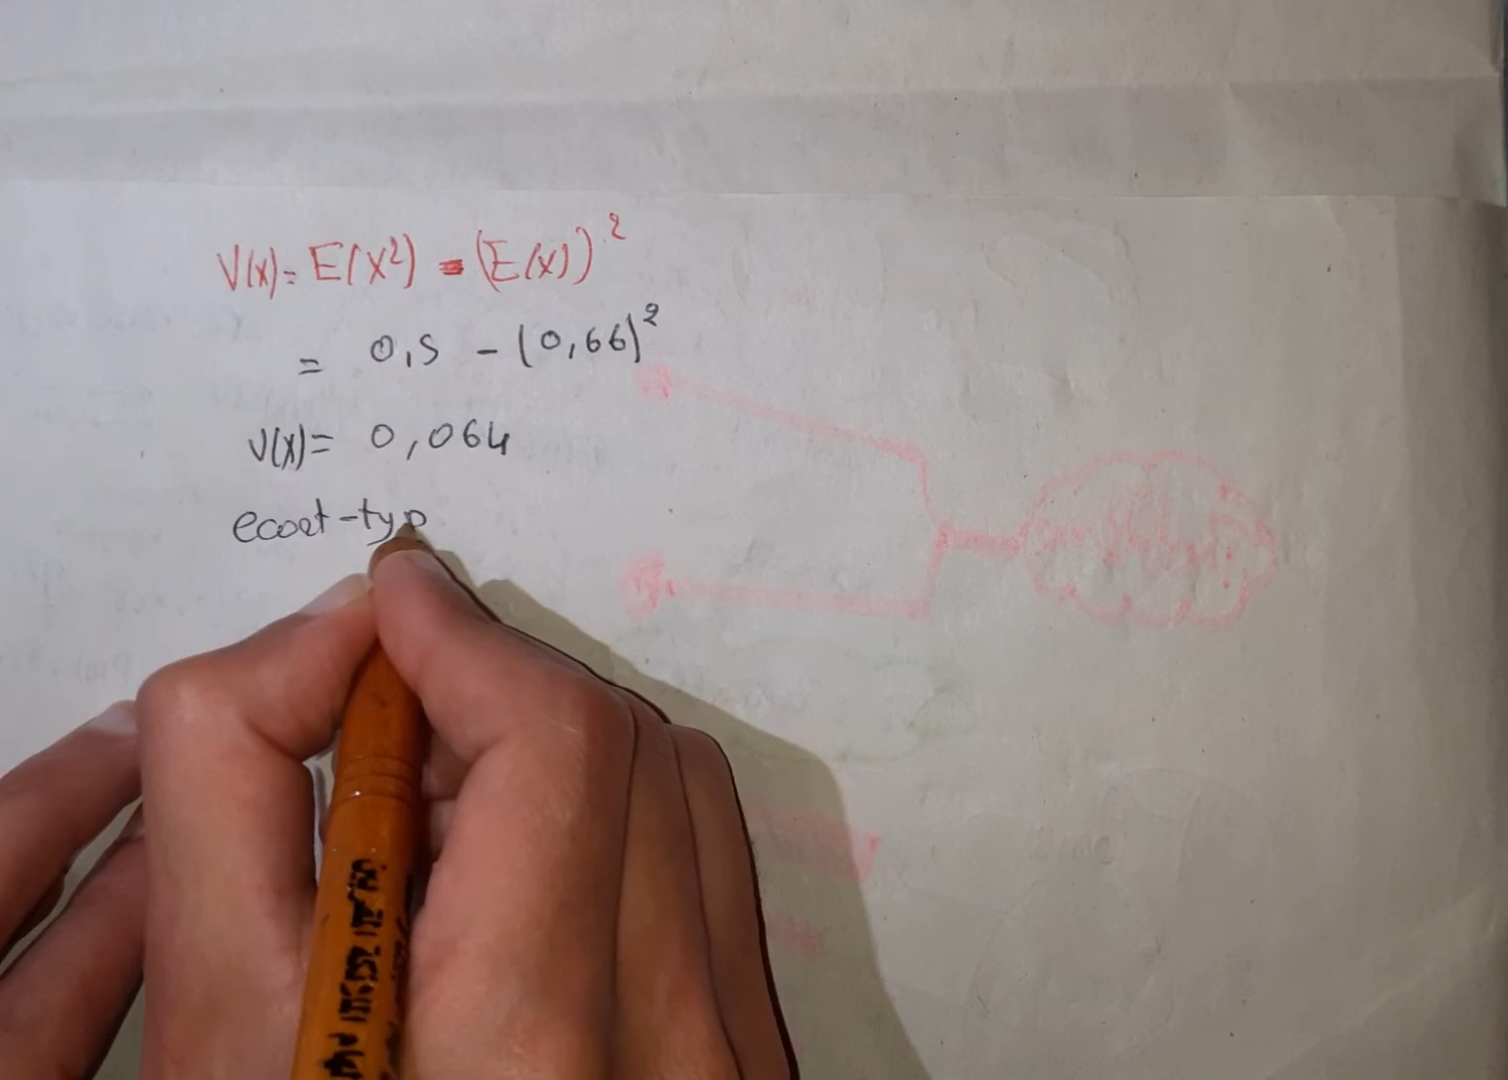 V(x) = E(X²) - (E(X))²
= 0,5 - (0,66)²
V(X) = 0,064
ecart-typ